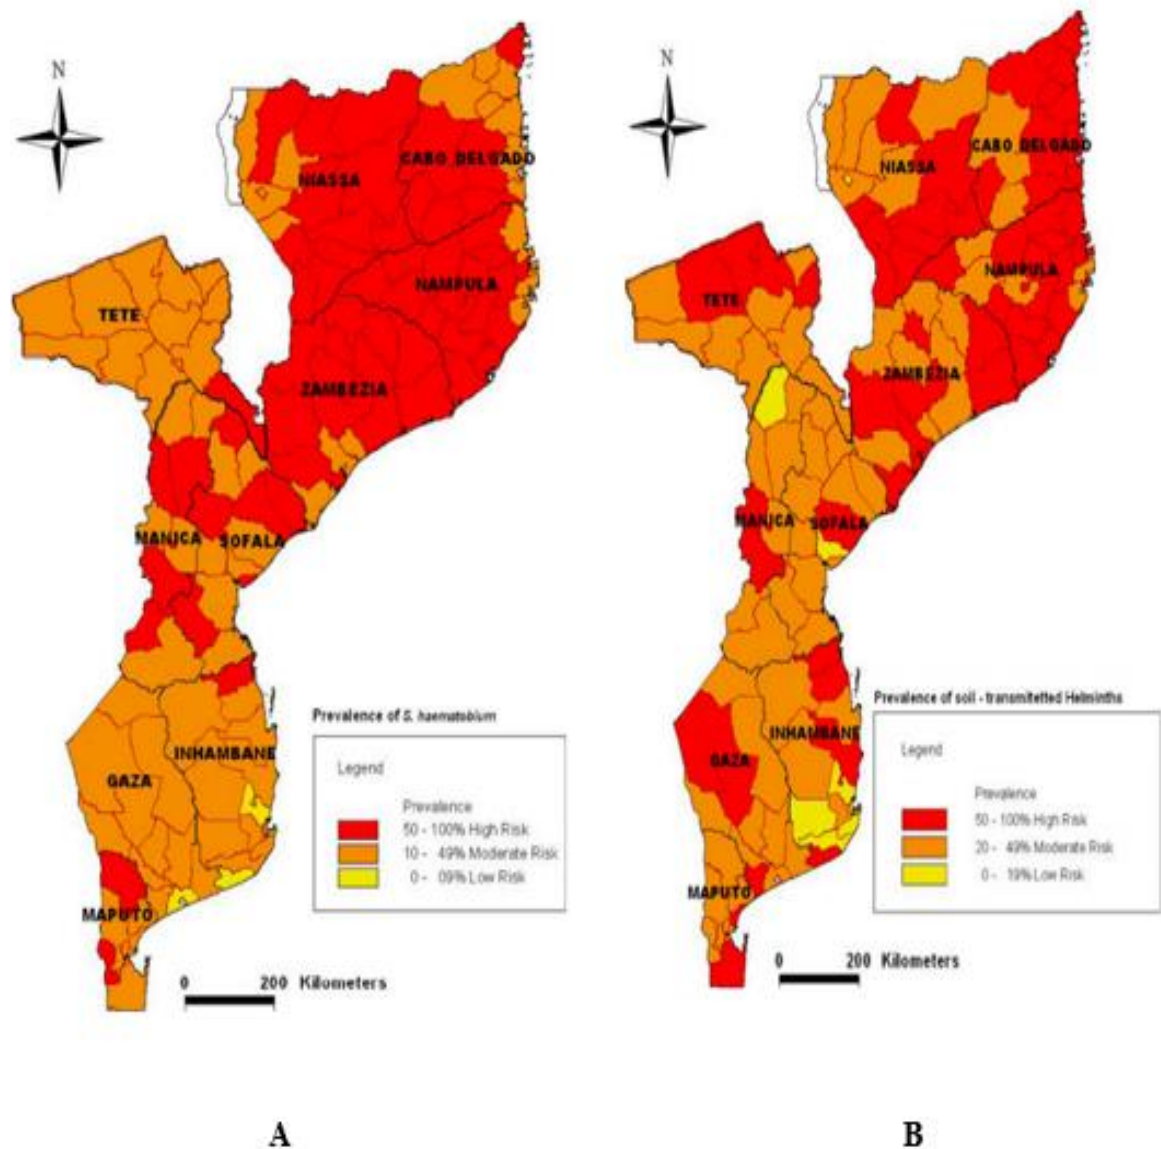 N
CABO DELGADO
NIASSA
NAMPULA
TETE
ZAMBEZIA
MANICA SOFALA
INHAMBANE
GAZA
MAPUTO
Prevalence of S. haematobium
Legend
Prevalence
50 - 100% High Risk
10 - 49% Moderate Risk
0 - 09% Low Risk
0 200 Kilometers
A
N
CABO DELGADO
NIASSA
NAMPULA
TETE
ZAMBEZIA
MANICA SOFALA
INHAMBANE
GAZA
MAPUTO
Prevalence of soil - transmitetted Helminths
Legend
Prevalence
50 - 100% High Risk
20 - 49% Moderate Risk
0 - 19% Low Risk
0 200 Kilometers
B